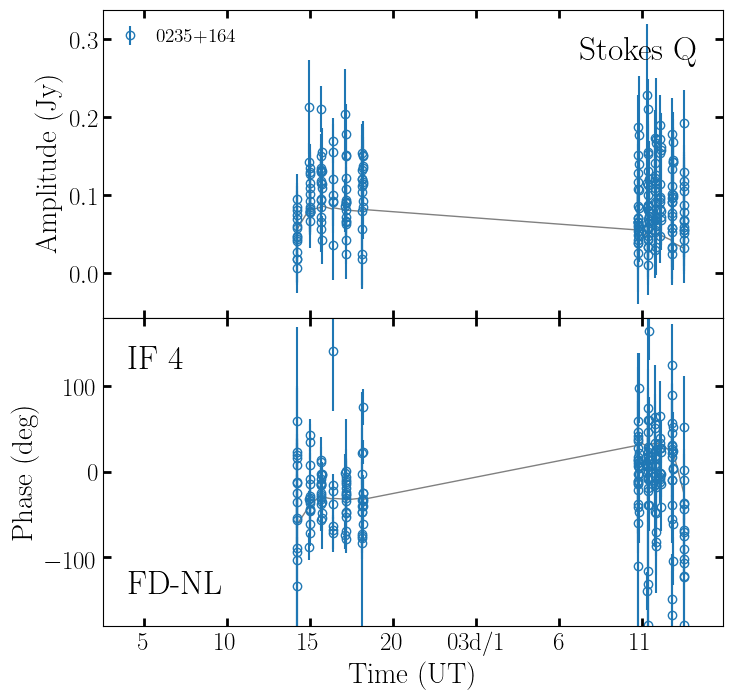 0235+164
Stokes Q
0.3
0.2
0.1
0.0
Amplitude (Jy)
IF 4
100
0
−100
Phase (deg)
FD-NL
5 10 15 20 03d/1 6 11
Time (UT)